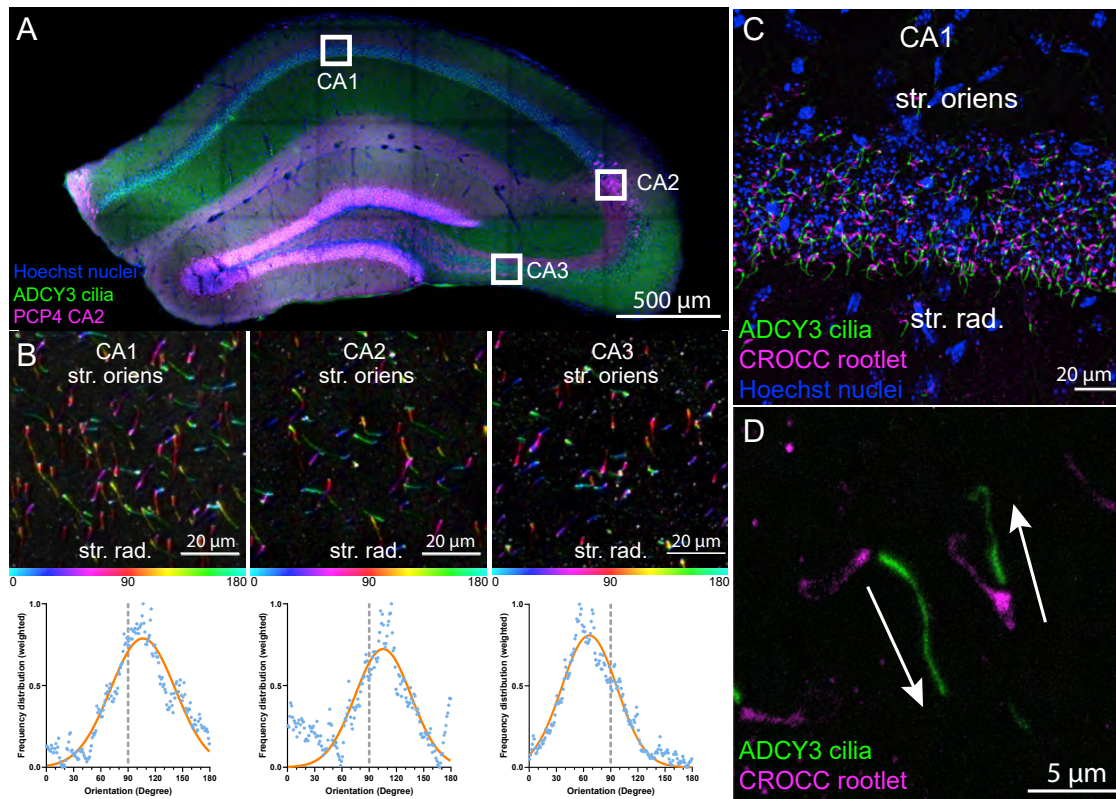 A
CA1
CA2
CA3
Hoechst nuclei
ADCY3 cilia
PCP4 CA2
500 µm
B
CA1
str. oriens
str. rad.
20 µm
CA2
str. oriens
20 µm
CA3
str. oriens
str. rad.
20 µm
0 90 180
0 90 180
0 90 180
Frequency distribution (weighted)
1.0
0.5
0.0
0 30 60 90 120 150 180
Orientation (Degree)
Frequency distribution (weighted)
1.0
0.5
0.0
0 30 60 90 120 150 180
Orientation (Degree)
Frequency distribution (weighted)
1.0
0.5
0.0
0 30 60 90 120 150 180
Orientation (Degree)
C
CA1
str. oriens
str. rad.
ADCY3 cilia
CROCC rootlet
Hoechst nuclei
20 µm
D
ADCY3 cilia
CROCC rootlet
5 µm